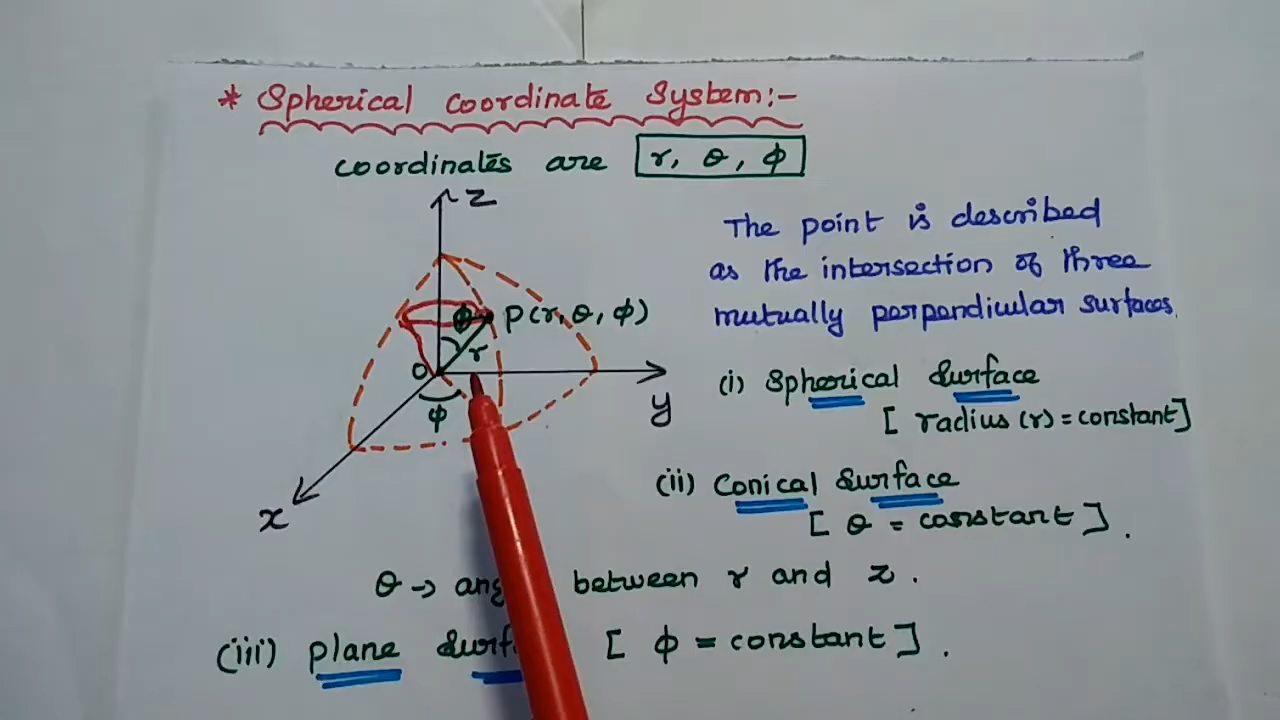 * Spherical coordinate System:-
coordinates are r, θ, φ
z
The point is described
as the intersection of three
mutually perpendicular surfaces.
P(r, θ, φ)
r
O
φ
y
x
(i) Spherical Surface
[ radius (r) = constant]
(ii) Conical Surface
[ θ = constant ] .
θ → between r and z .
(iii) plane [ φ = constant ] .